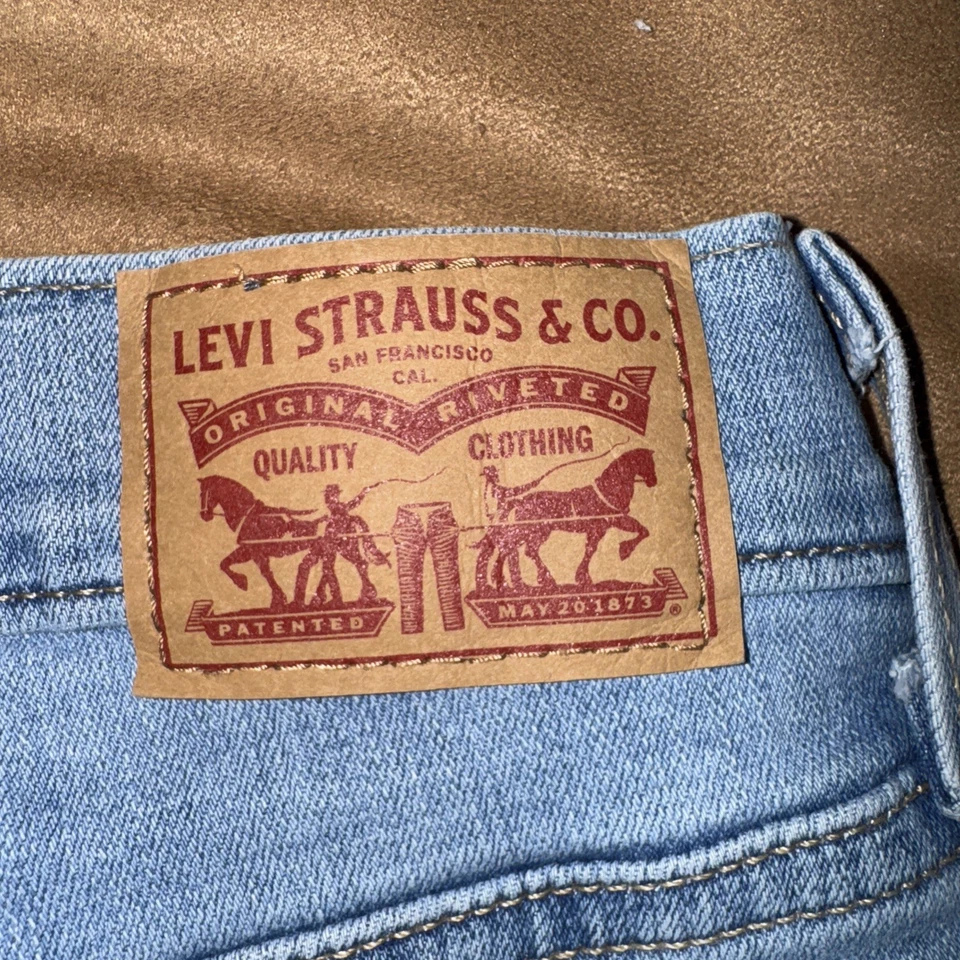 LEVI STRAUSS & CO.
SAN FRANCISCO
CAL.
ORIGINAL RIVETED
QUALITY CLOTHING
PATENTED MAY 20 1873 ®